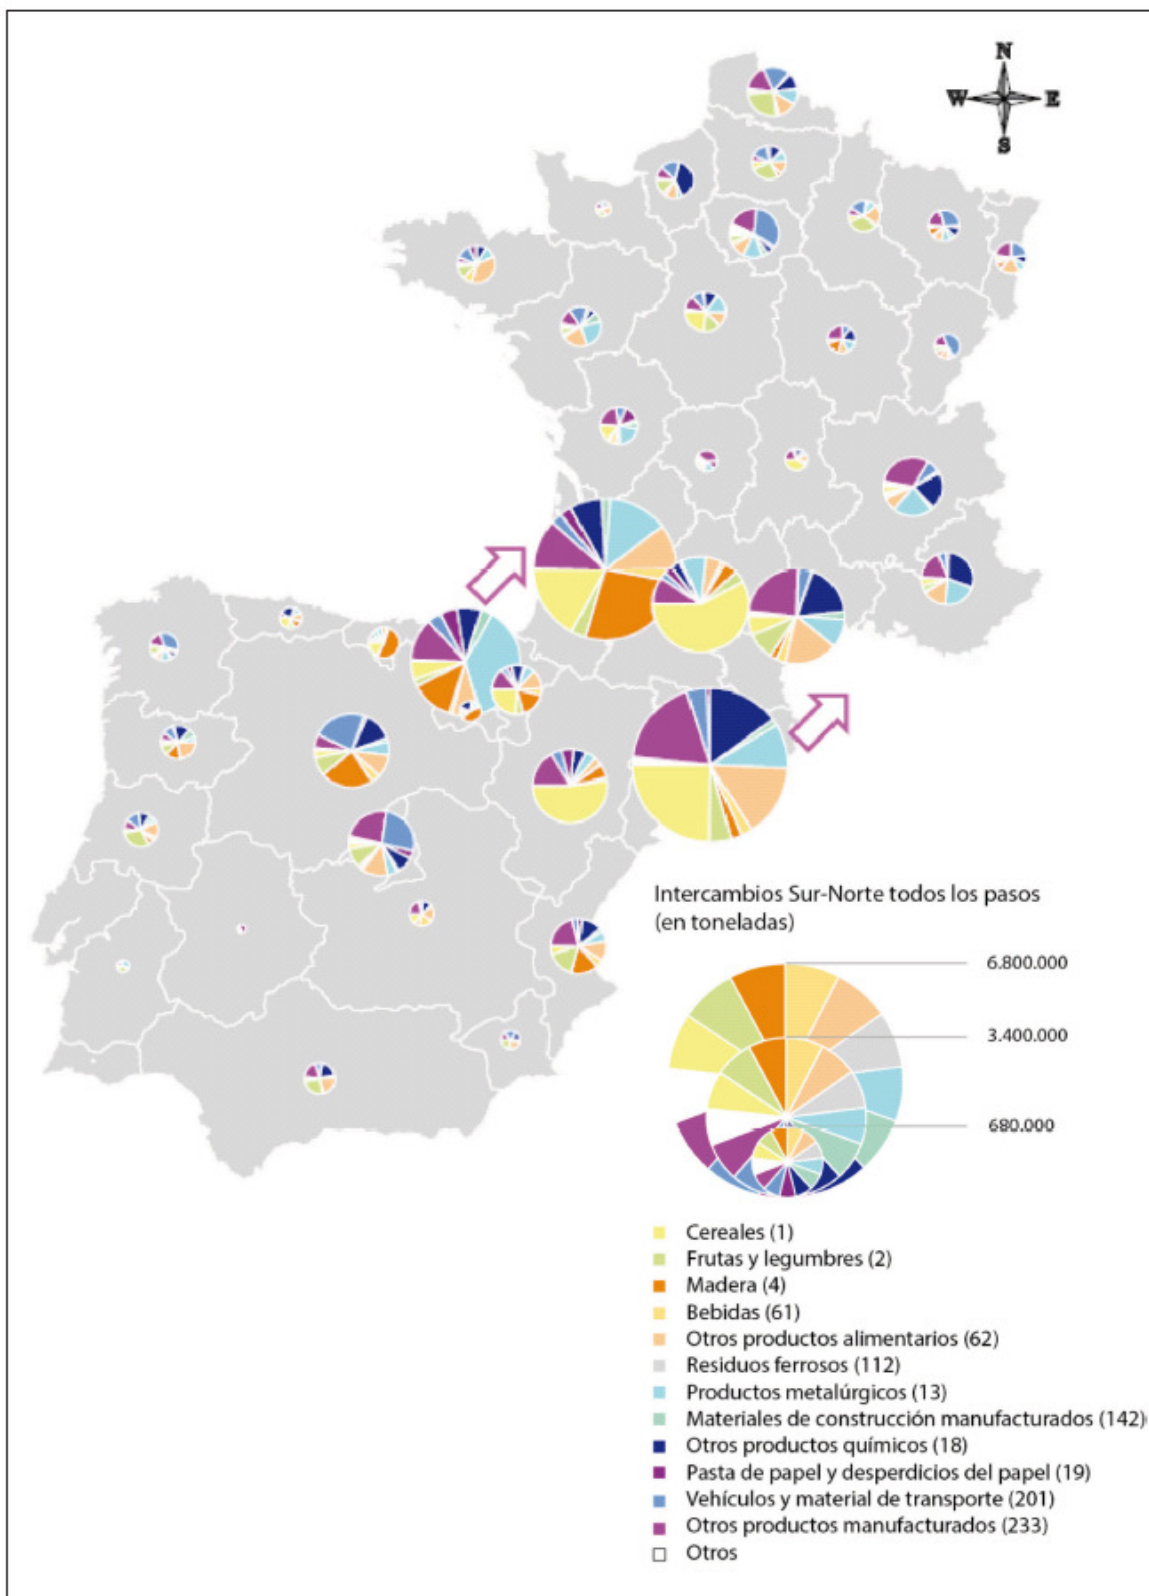 N
W E
S
Intercambios Sur-Norte todos los pasos
(en toneladas)
6.800.000
3.400.000
680.000
Cereales (1)
Frutas y legumbres (2)
Madera (4)
Bebidas (61)
Otros productos alimentarios (62)
Residuos ferrosos (112)
Productos metalúrgicos (13)
Materiales de construcción manufacturados (142)
Otros productos químicos (18)
Pasta de papel y desperdicios del papel (19)
Vehículos y material de transporte (201)
Otros productos manufacturados (233)
Otros